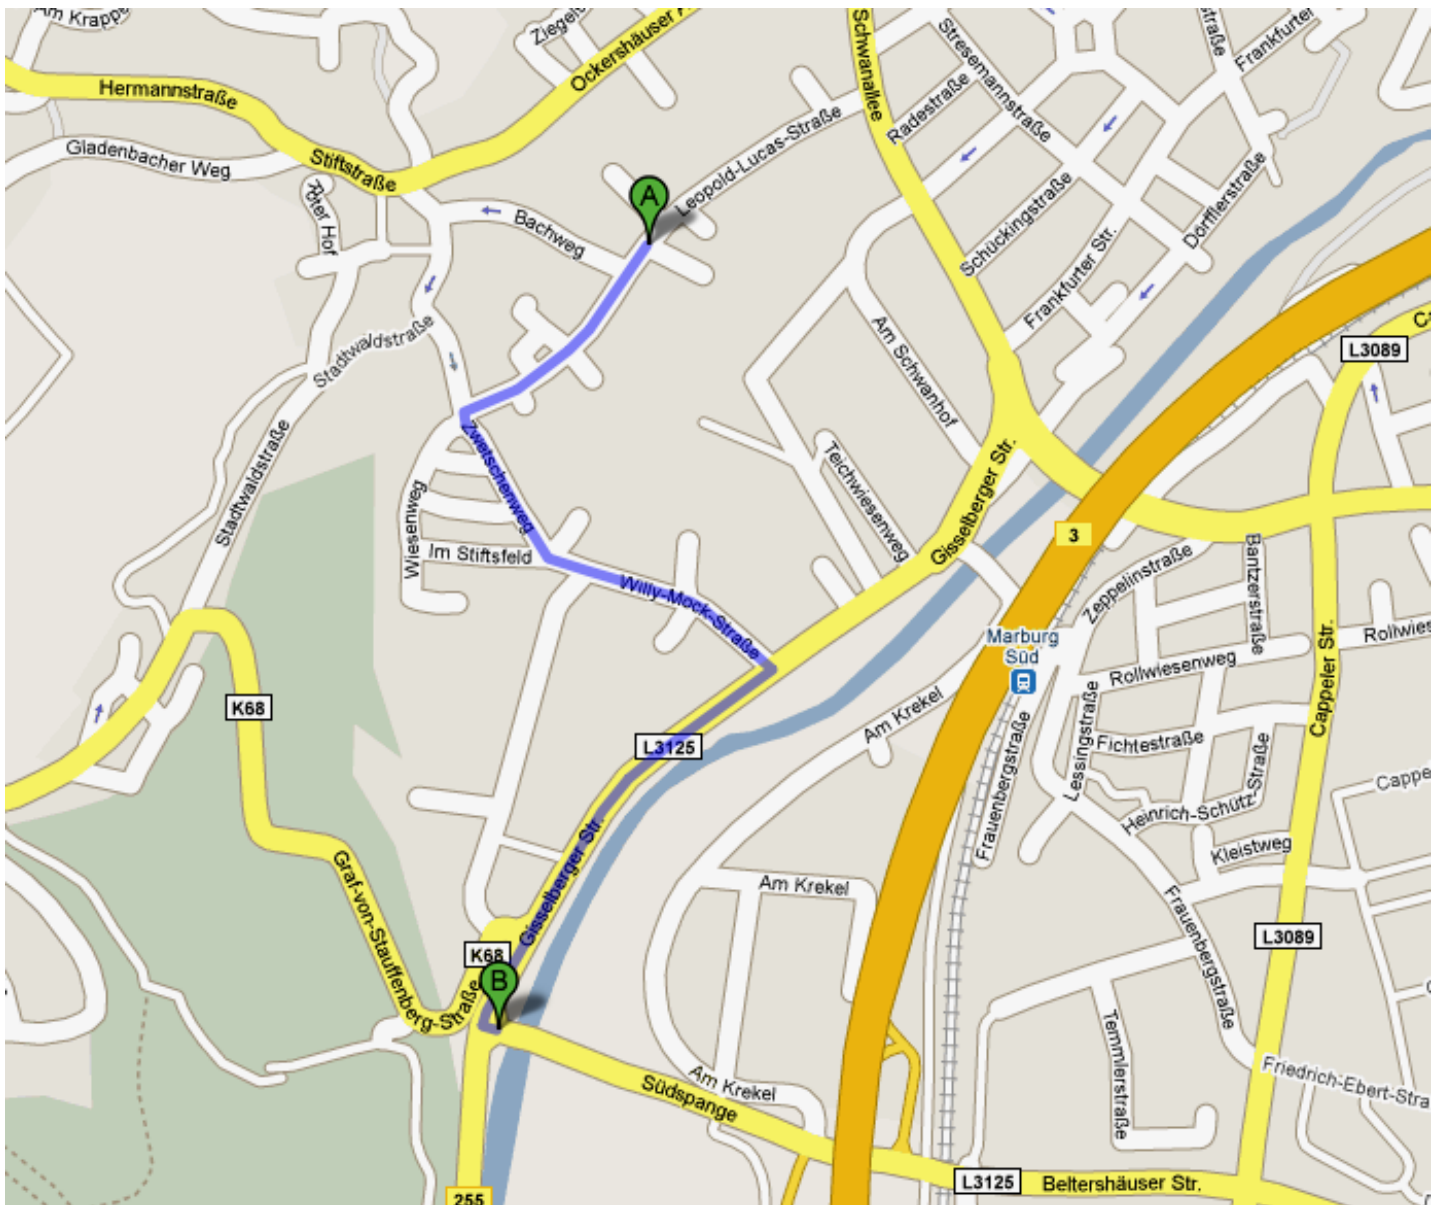 Am Krappe
Ziegel
Ockershäuser
Hermannstraße
Gladenbacher Weg
Stiftstraße
Roter Hof
Bachweg
A
Leopold-Lucas-Straße
Schwanallee
Stresemannstraße
Radestraße
Frankfurter
straße
Schückingstraße
Dörfflerstraße
Frankfurter Str.
Am Schwanhof
L3089
Stadtwaldstraße
Stadtwaldstraße
Zwetschenweg
Wiesenweg
Im Stiftsfeld
Willy-Mock-Straße
Teichwiesenweg
Gisselberger Str.
3
Zeppelinstraße
Bantzerstraße
Marburg
Süd
Rollwiesenweg
Rollwies
Cappeler Str.
K68
L3125
Am Krekel
Frauenbergstraße
Lessingstraße
Fichtestraße
Heinrich-Schütz-Straße
Cappe
Kleistweg
Graf-von-Stauffenberg-Straße
Gisselberger Str.
Am Krekel
Frauenbergstraße
L3089
K68
B
Temmlerstraße
Südspange
Am Krekel
Friedrich-Ebert-Stra
255
L3125
Beltershäuser Str.